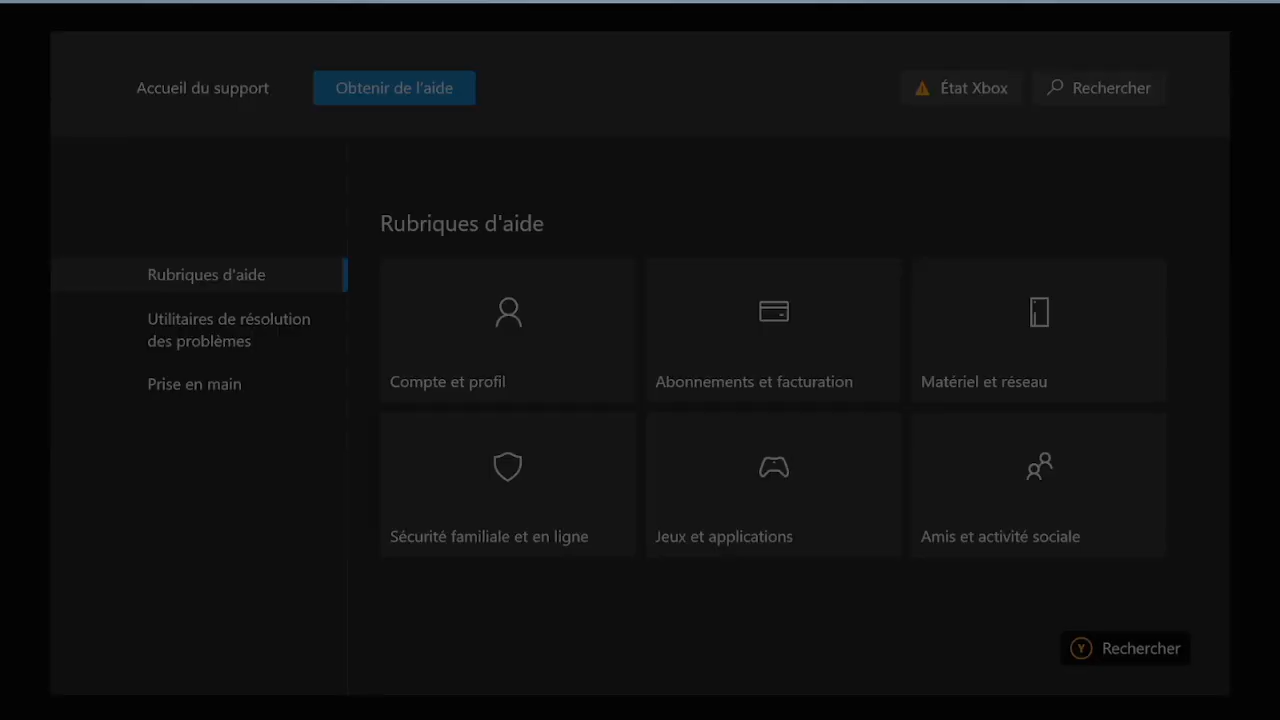 Accueil du support
Obtenir de l'aide
État Xbox
Rechercher
Rubriques d'aide
Utilitaires de résolution
des problèmes
Prise en main
Rubriques d'aide
Compte et profil
Abonnements et facturation
Matériel et réseau
Sécurité familiale et en ligne
Jeux et applications
Amis et activité sociale
Y Rechercher